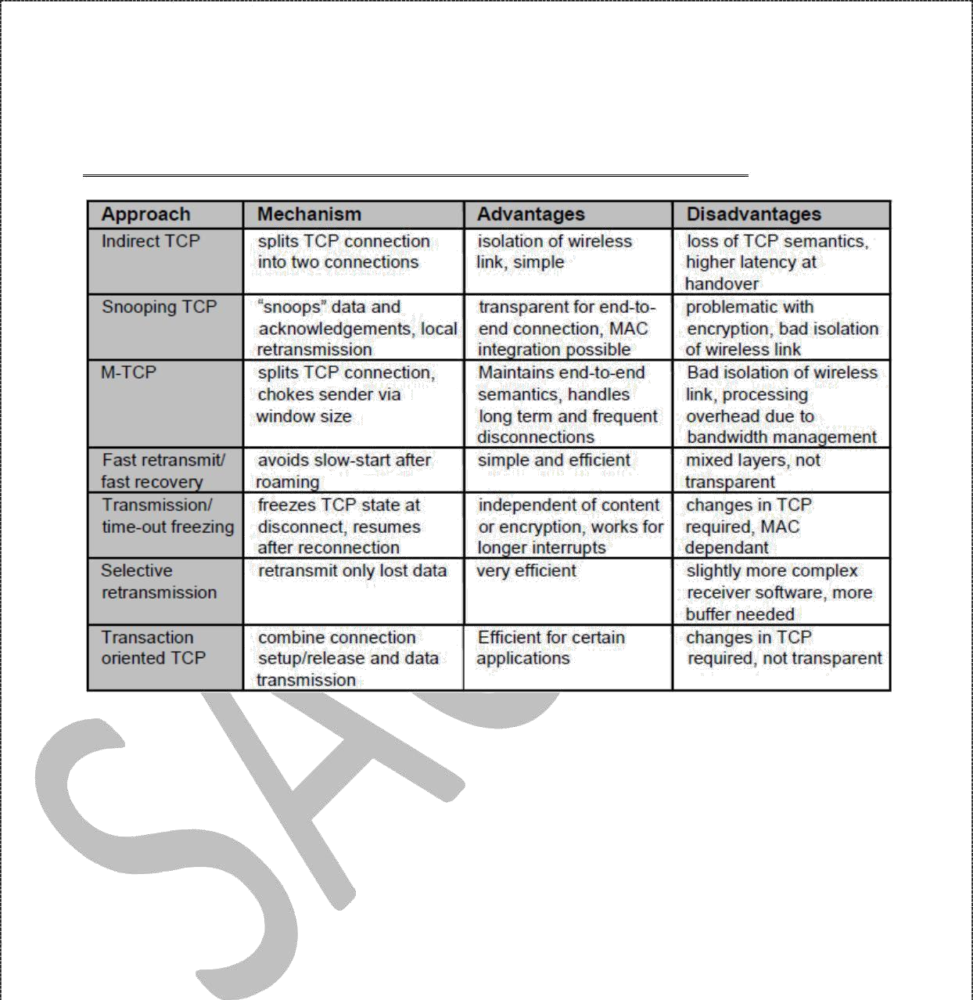 Approach Mechanism Advantages Disadvantages
Indirect TCP
splits TCP connection
into two connections
isolation of wireless
link, simple
loss of TCP semantics,
higher latency at
handover
Snooping TCP
“snoops” data and
acknowledgements, local
retransmission
transparent for end-to-
end connection, MAC
integration possible
problematic with
encryption, bad isolation
of wireless link
M-TCP
splits TCP connection,
chokes sender via
window size
Maintains end-to-end
semantics, handles
long term and frequent
disconnections
Bad isolation of wireless
link, processing
overhead due to
bandwidth management
Fast retransmit/
fast recovery
avoids slow-start after
roaming
simple and efficient
mixed layers, not
transparent
Transmission/
time-out freezing
freezes TCP state at
disconnect, resumes
after reconnection
independent of content
or encryption, works for
longer interrupts
changes in TCP
required, MAC
dependant
Selective
retransmission
retransmit only lost data
very efficient
slightly more complex
receiver software, more
buffer needed
Transaction
oriented TCP
combine connection
setup/release and data
transmission
Efficient for certain
applications
changes in TCP
required, not transparent